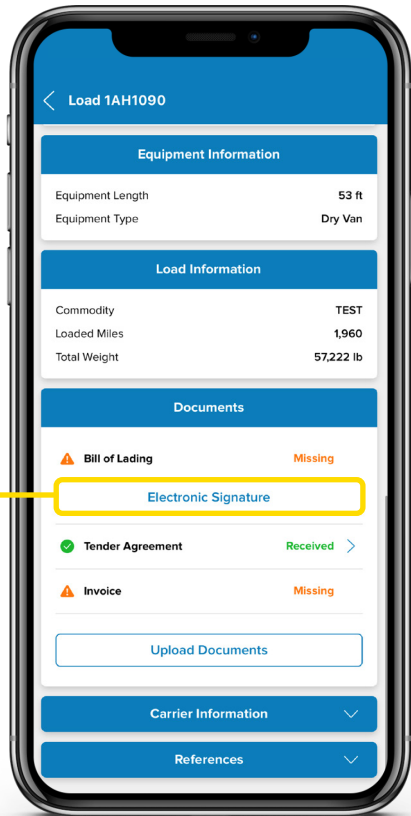 Load 1AH1090
Equipment Information
Equipment Length 53 ft
Equipment Type Dry Van
Load Information
Commodity TEST
Loaded Miles 1,960
Total Weight 57,222 lb
Documents
Bill of Lading Missing
Electronic Signature
Tender Agreement Received
Invoice Missing
Upload Documents
Carrier Information
References